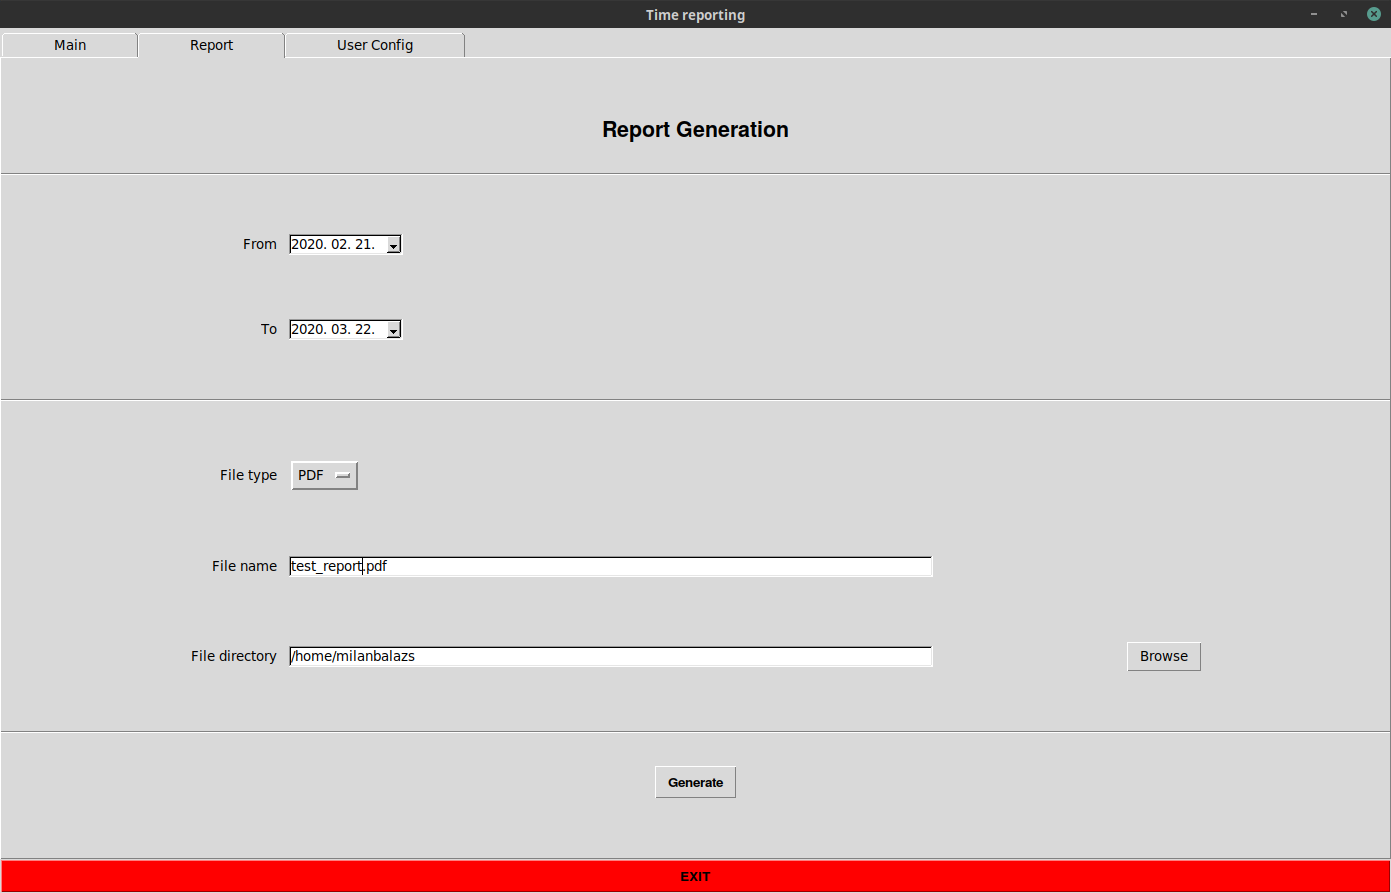 Time reporting
Main Report User Config
Report Generation
From 2020. 02. 21.
To 2020. 03. 22.
File type PDF
File name test_report.pdf
File directory /home/milanbalazs Browse
Generate
EXIT